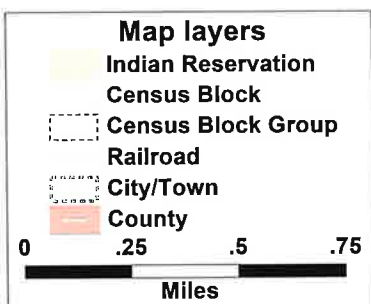 Map layers
Indian Reservation
Census Block
Census Block Group
Railroad
City/Town
County
0 .25 .5 .75
Miles